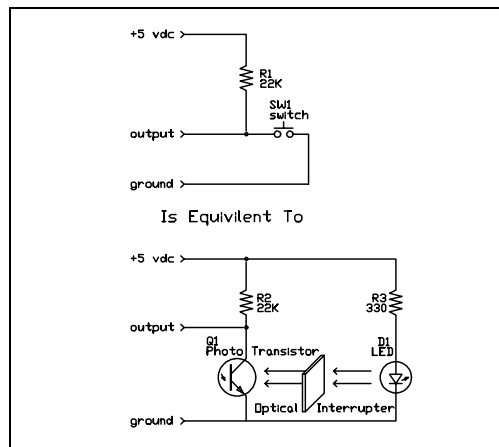 +5 vdc
R1
22K
SW1
switch
output
ground
Is Equivilent To
+5 vdc
R2
22K
R3
330
output
Q1
Photo Transistor
D1
LED
Optical Interrupter
ground